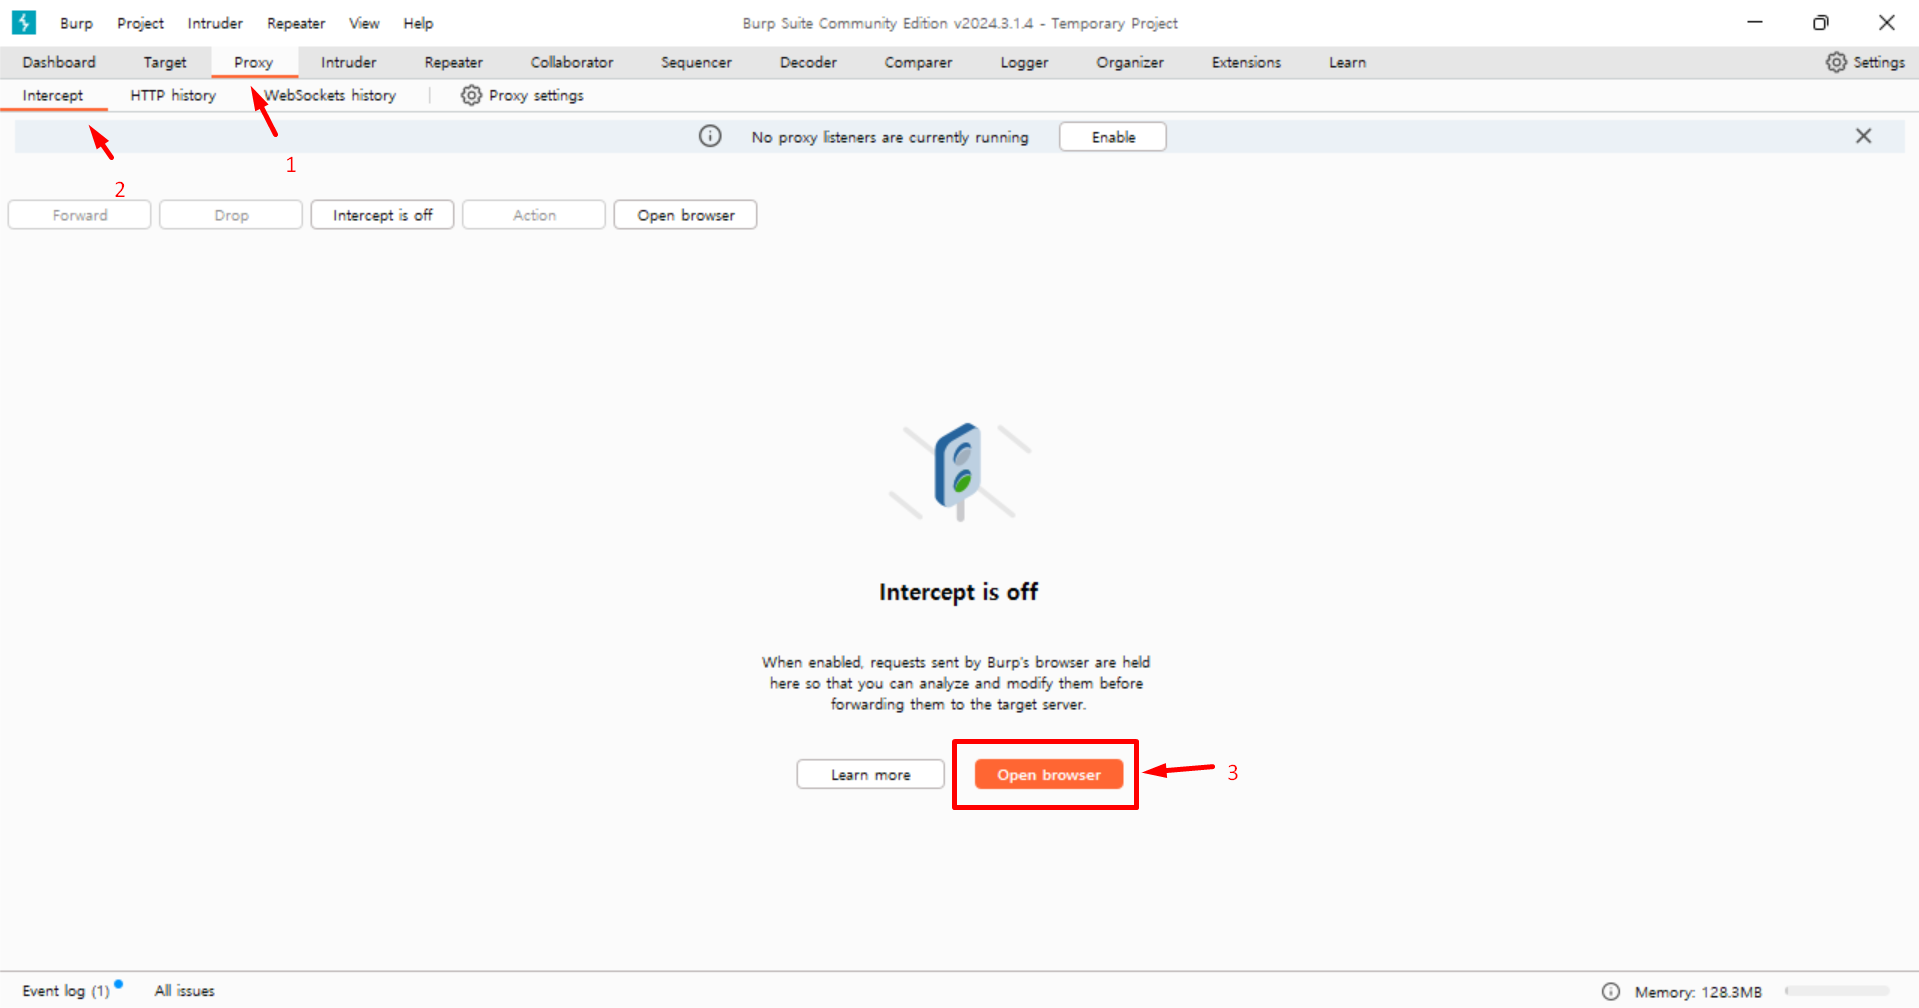 Burp Project Intruder Repeater View Help Burp Suite Community Edition v2024.3.1.4 - Temporary Project
Dashboard Target Proxy Intruder Repeater Collaborator Sequencer Decoder Comparer Logger Organizer Extensions Learn Settings
Intercept HTTP history WebSockets history Proxy settings
No proxy listeners are currently running Enable
1
2
Forward Drop Intercept is off Action Open browser
Intercept is off
When enabled, requests sent by Burp's browser are held
here so that you can analyze and modify them before
forwarding them to the target server.
Learn more Open browser 3
Event log (1) All issues Memory: 128.3MB